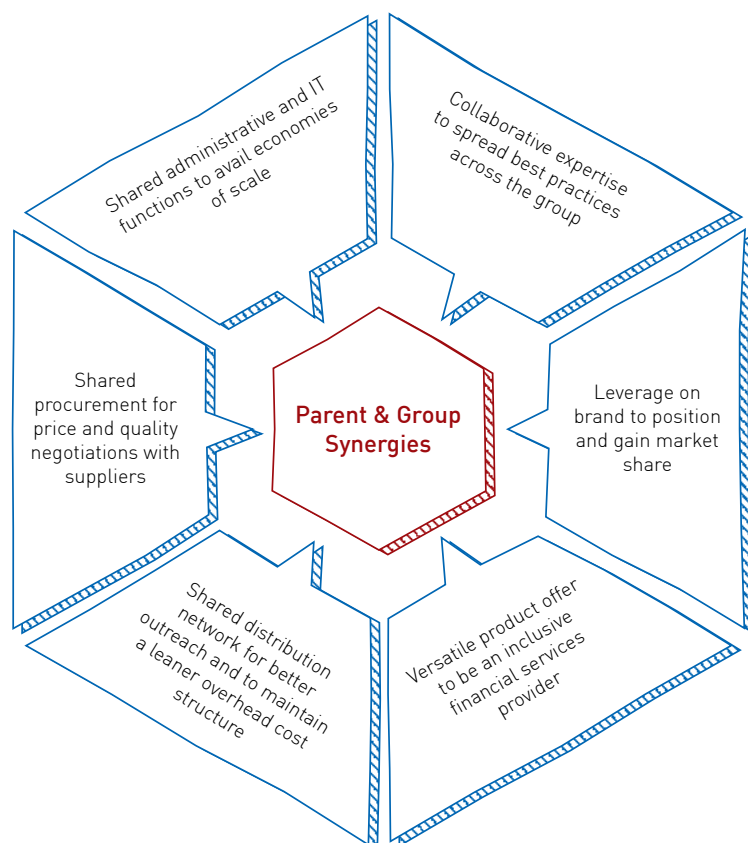 Shared administrative and IT
functions to avail economies
of scale
Collaborative expertise
to spread best practices
across the group
Shared
procurement for
price and quality
negotiations with
suppliers
Parent & Group
Synergies
Leverage on
brand to position
and gain market
share
Shared distribution
network for better
outreach and to maintain
a leaner overhead cost
structure
Versatile product offer
to be an inclusive
financial services
provider